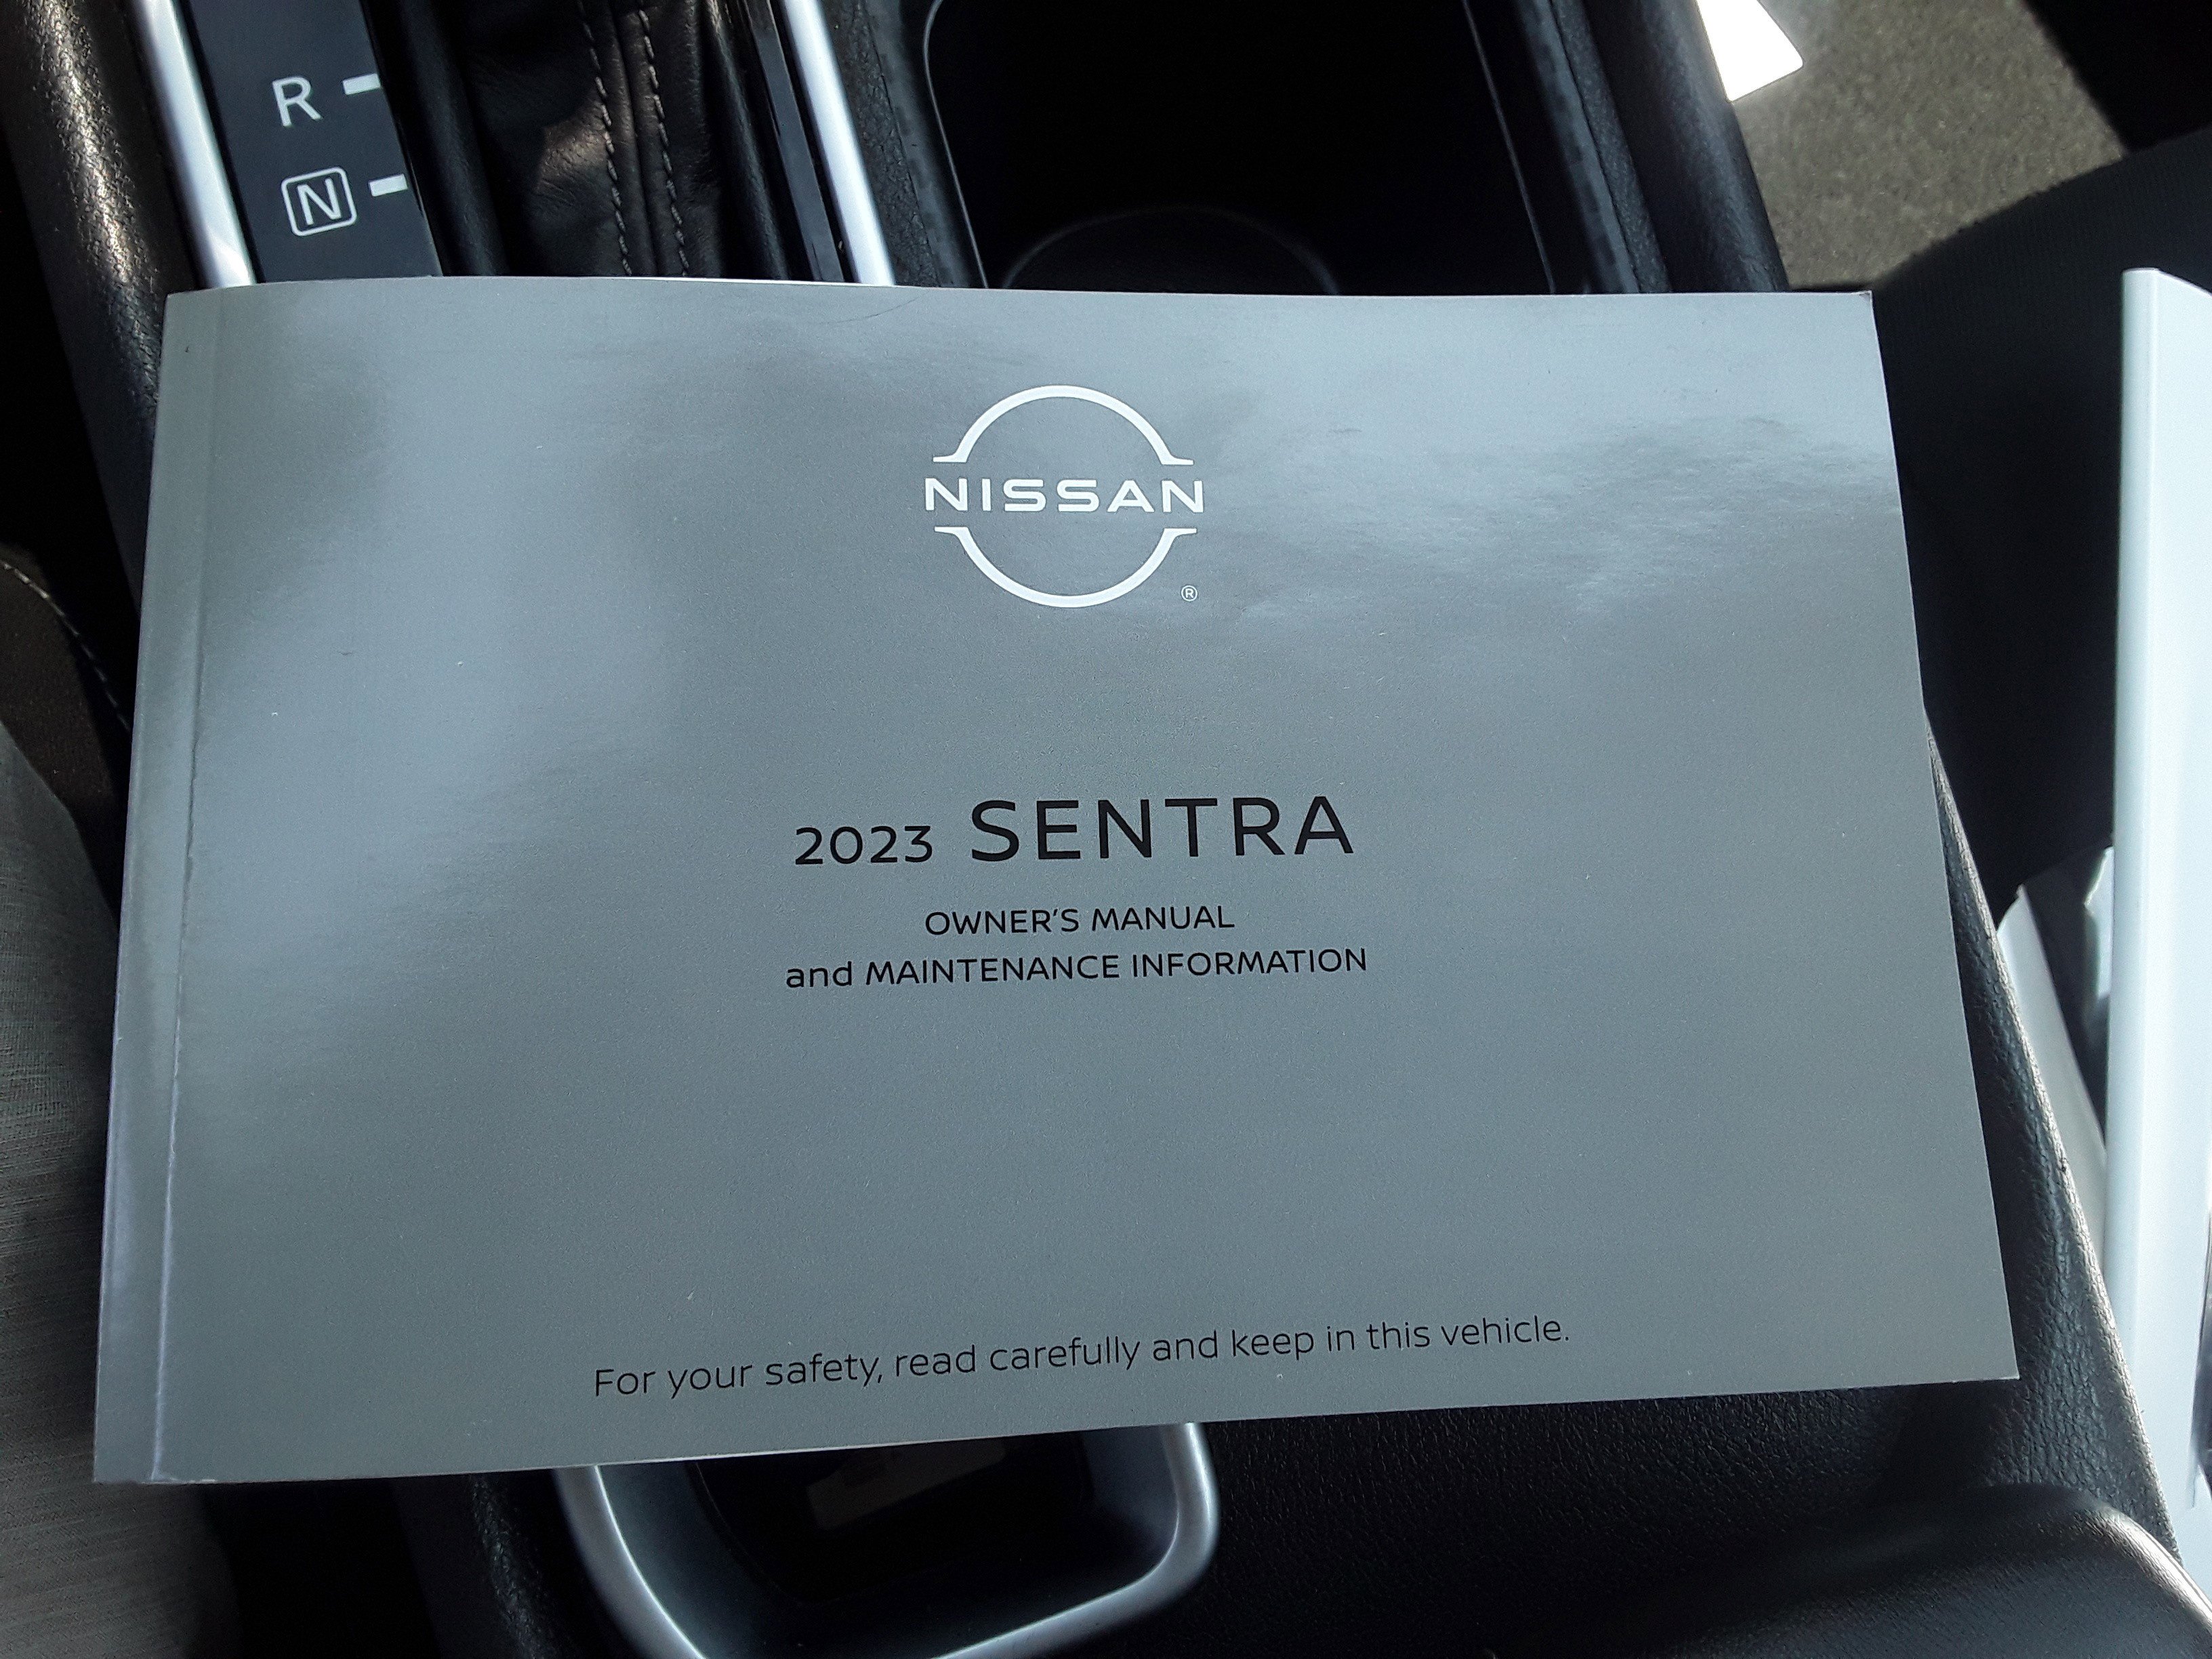 R
N
NISSAN
®
2023 SENTRA
OWNER'S MANUAL
and MAINTENANCE INFORMATION
For your safety, read carefully and keep in this vehicle.